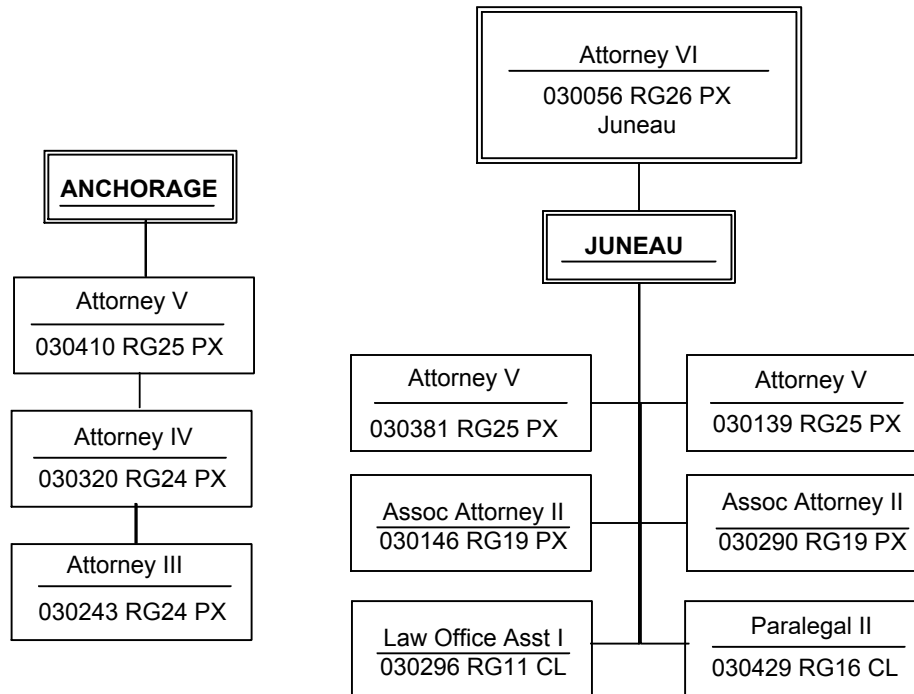 Attorney VI
030056 RG26 PX
Juneau
ANCHORAGE
JUNEAU
Attorney V
030410 RG25 PX
Attorney IV
030320 RG24 PX
Attorney III
030243 RG24 PX
Attorney V
030381 RG25 PX
Attorney V
030139 RG25 PX
Assoc Attorney II
030146 RG19 PX
Assoc Attorney II
030290 RG19 PX
Law Office Asst I
030296 RG11 CL
Paralegal II
030429 RG16 CL